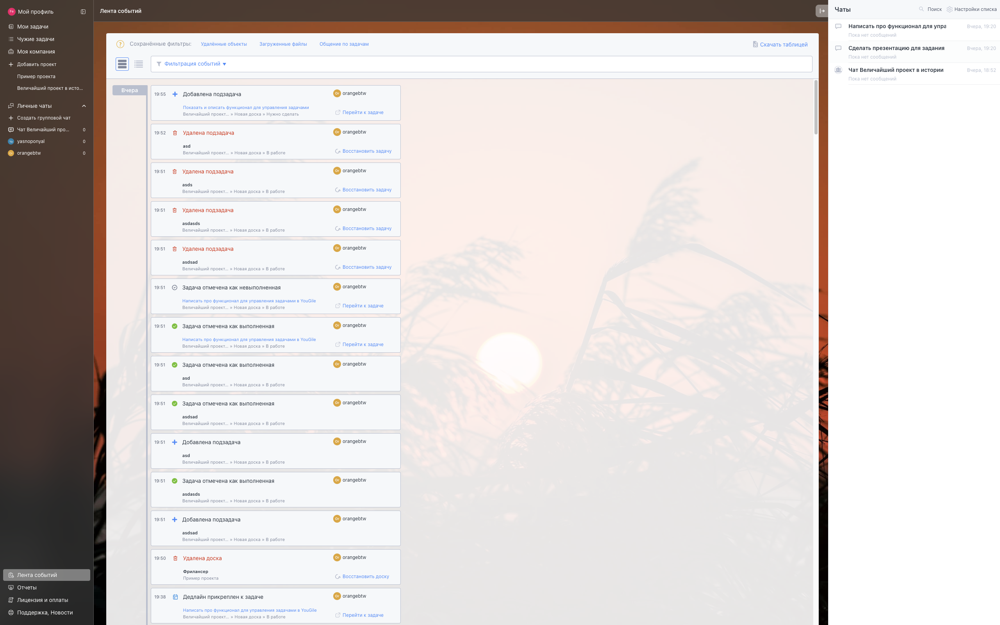 Fe Мой профиль
Мои задачи
Чужие задачи
Моя компания
Добавить проект
Пример проекта
Величайший проект в исто...
Личные чаты
Создать групповой чат
Чат Величайший про... 0
Ya yasnoponyal 0
Or orangebtw 0
Лента событий
Отчеты
Лицензия и оплаты
Поддержка, Новости
Лента событий
? Сохранённые фильтры: Удалённые объекты Загруженные файлы Общение по задачам Скачать таблицей
Фильтрация событий
Вчера
19:55 Добавлена подзадача Or orangebtw
Показать и описать функционал для управления задачами
Величайший проект... » Новая доска » Нужно сделать
Перейти к задаче
19:52 Удалена подзадача Or orangebtw
asd
Величайший проект... » Новая доска » В работе
Восстановить задачу
19:51 Удалена подзадача Or orangebtw
asds
Величайший проект... » Новая доска » В работе
Восстановить задачу
19:51 Удалена подзадача Or orangebtw
asdasds
Величайший проект... » Новая доска » В работе
Восстановить задачу
19:51 Удалена подзадача Or orangebtw
asdsad
Величайший проект... » Новая доска » В работе
Восстановить задачу
19:51 Задача отмечена как невыполненная Or orangebtw
Написать про функционал для управления задачами в YouGile
Величайший проект... » Новая доска » В работе
Перейти к задаче
19:51 Задача отмечена как выполненная Or orangebtw
Написать про функционал для управления задачами в YouGile
Величайший проект... » Новая доска » В работе
Перейти к задаче
19:51 Задача отмечена как выполненная Or orangebtw
asd
Величайший проект... » Новая доска » В работе
19:51 Задача отмечена как выполненная Or orangebtw
asdsad
Величайший проект... » Новая доска » В работе
19:51 Добавлена подзадача Or orangebtw
asd
Величайший проект... » Новая доска » В работе
19:51 Задача отмечена как выполненная Or orangebtw
asdasds
Величайший проект... » Новая доска » В работе
19:51 Добавлена подзадача Or orangebtw
asdsad
Величайший проект... » Новая доска » В работе
19:50 Удалена доска Or orangebtw
Фрилансер
Пример проекта
Восстановить доску
19:38 Дедлайн прикреплен к задаче Or orangebtw
Написать про функционал для управления задачами в YouGile
Величайший проект... » Новая доска » В работе
Перейти к задаче
Чаты Поиск Настройки списка
Написать про функционал для упра Вчера, 19:20
Пока нет сообщений
Сделать презентацию для задания Вчера, 19:20
Пока нет сообщений
Чат Величайший проект в истории Вчера, 18:52
Пока нет сообщений